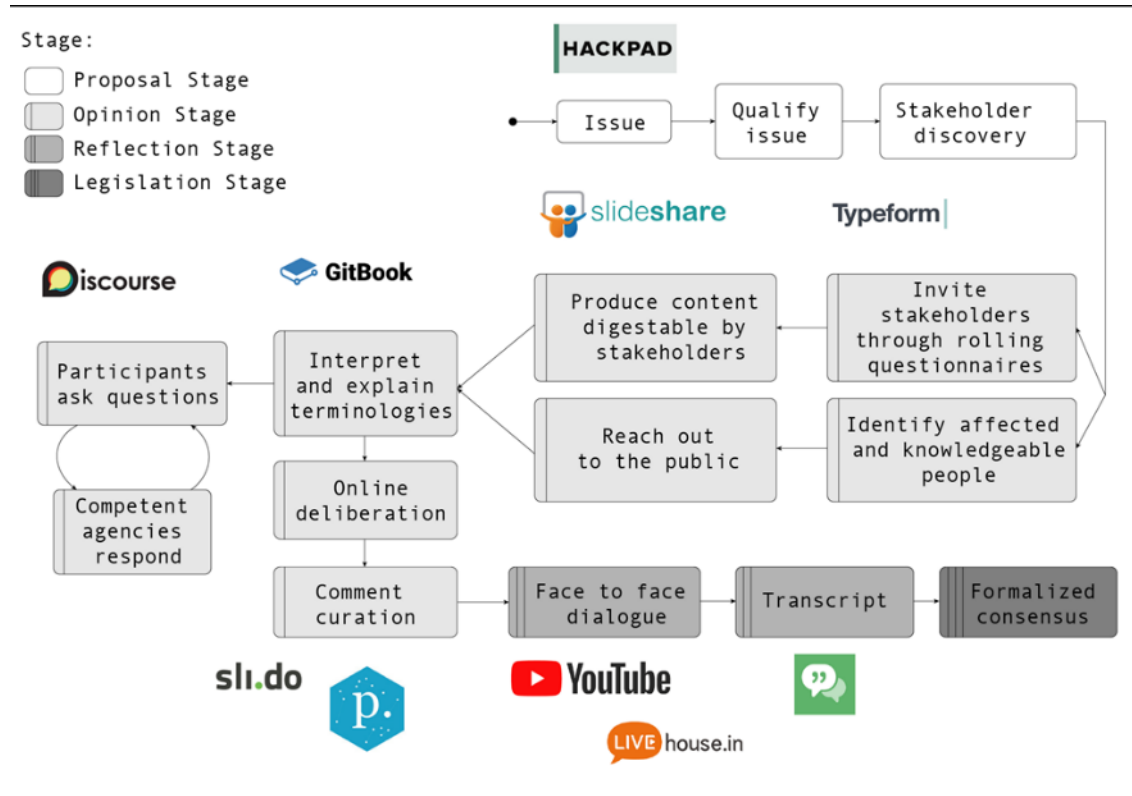 Stage:
Proposal Stage
Opinion Stage
Reflection Stage
Legislation Stage
HACKPAD
Issue
Qualify
issue
Stakeholder
discovery
slideshare
Typeform
Discourse
GitBook
Produce content
digestable by
stakeholders
Invite
stakeholders
through rolling
questionnaires
Participants
ask questions
Interpret
and explain
terminologies
Reach out
to the public
Identify affected
and knowledgeable
people
Competent
agencies
respond
Online
deliberation
Comment
curation
Face to face
dialogue
Transcript
Formalized
consensus
sli.do
p.
YouTube
LIVE house.in